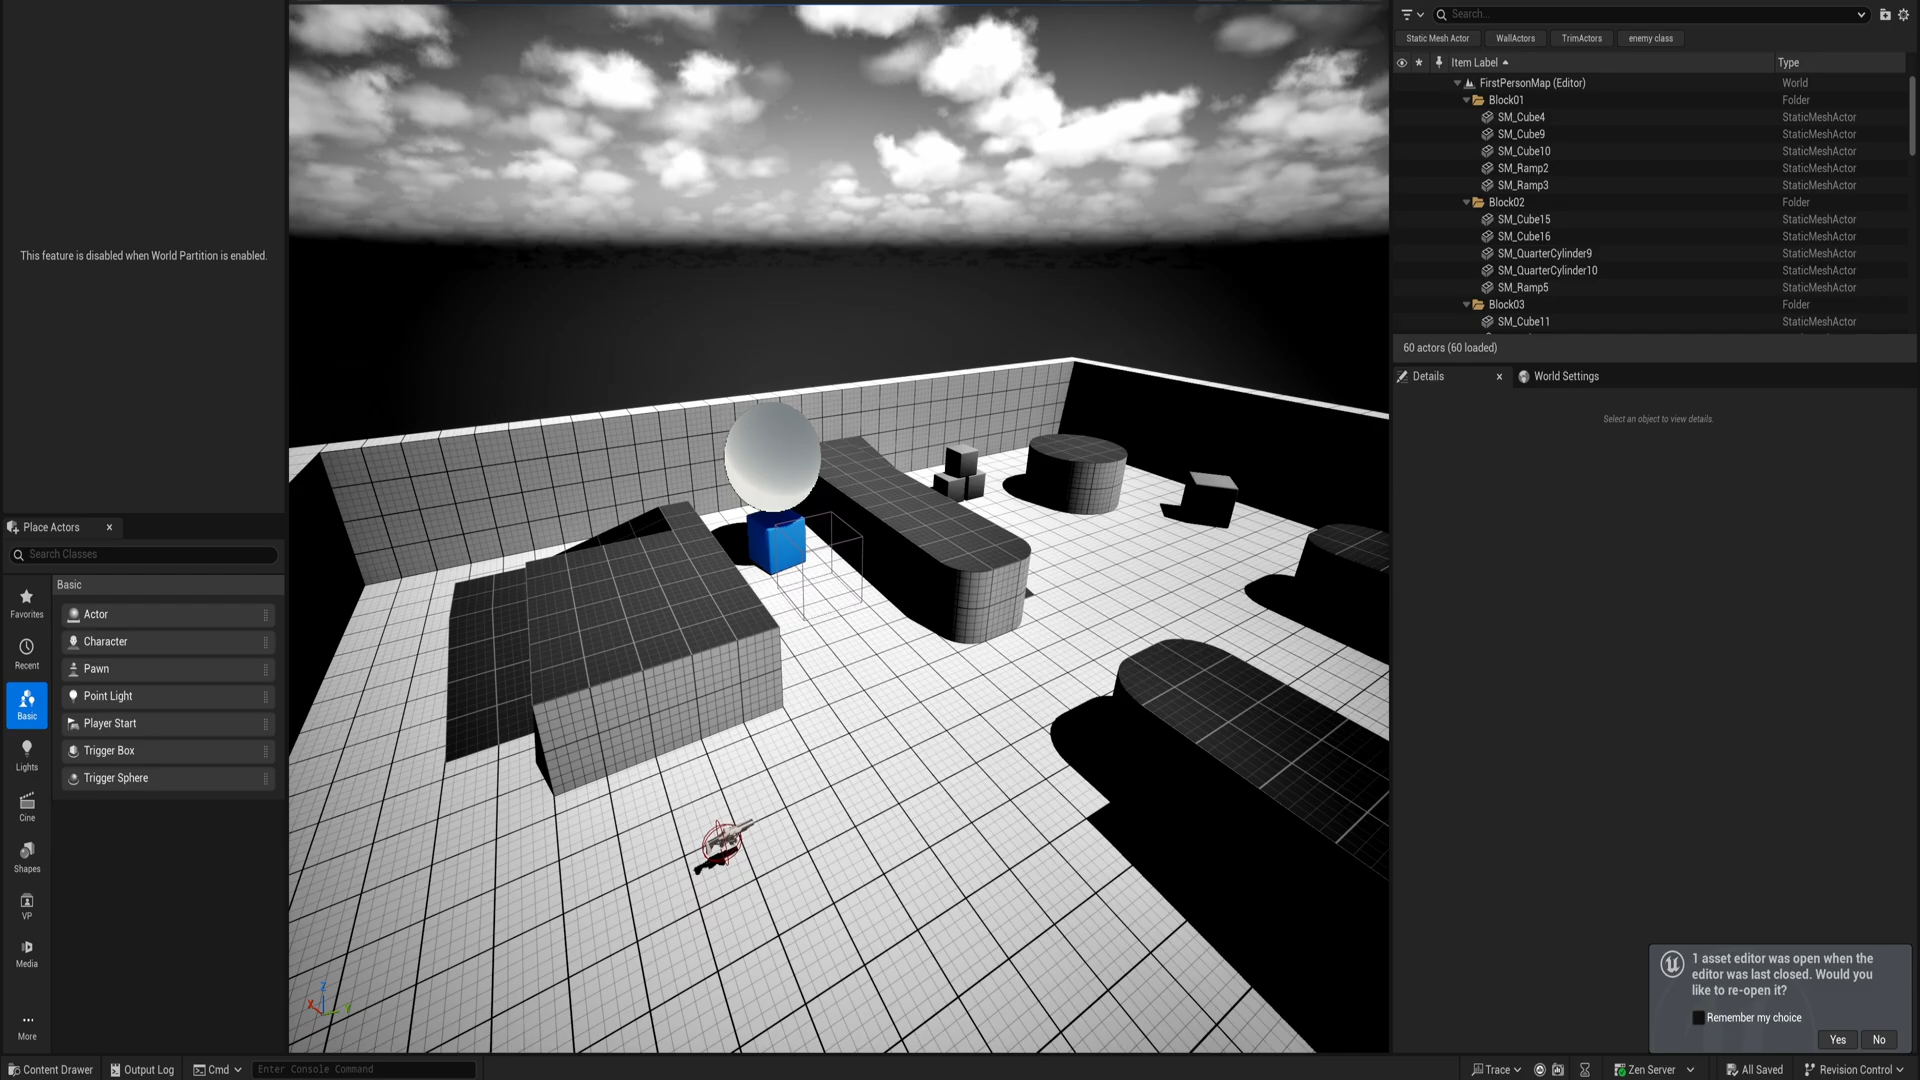 This feature is disabled when World Partition is enabled.
Place Actors
Search Classes
Favorites
Recent
Basic
Lights
Cine
Shapes
VP
Media
More
Basic
Actor
Character
Pawn
Point Light
Player Start
Trigger Box
Trigger Sphere
Z
X
Y
Search...
Static Mesh Actor
WallActors
TrimActors
enemy class
Item Label Type
FirstPersonMap (Editor) World
Block01 Folder
SM_Cube4 StaticMeshActor
SM_Cube9 StaticMeshActor
SM_Cube10 StaticMeshActor
SM_Ramp2 StaticMeshActor
SM_Ramp3 StaticMeshActor
Block02 Folder
SM_Cube15 StaticMeshActor
SM_Cube16 StaticMeshActor
SM_QuarterCylinder9 StaticMeshActor
SM_QuarterCylinder10 StaticMeshActor
SM_Ramp5 StaticMeshActor
Block03 Folder
SM_Cube11 StaticMeshActor
60 actors (60 loaded)
Details
World Settings
Select an object to view details.
1 asset editor was open when the
editor was last closed. Would you
like to re-open it?
Remember my choice
Yes
No
Content Drawer
Output Log
Cmd
Enter Console Command
Trace
Zen Server
All Saved
Revision Control